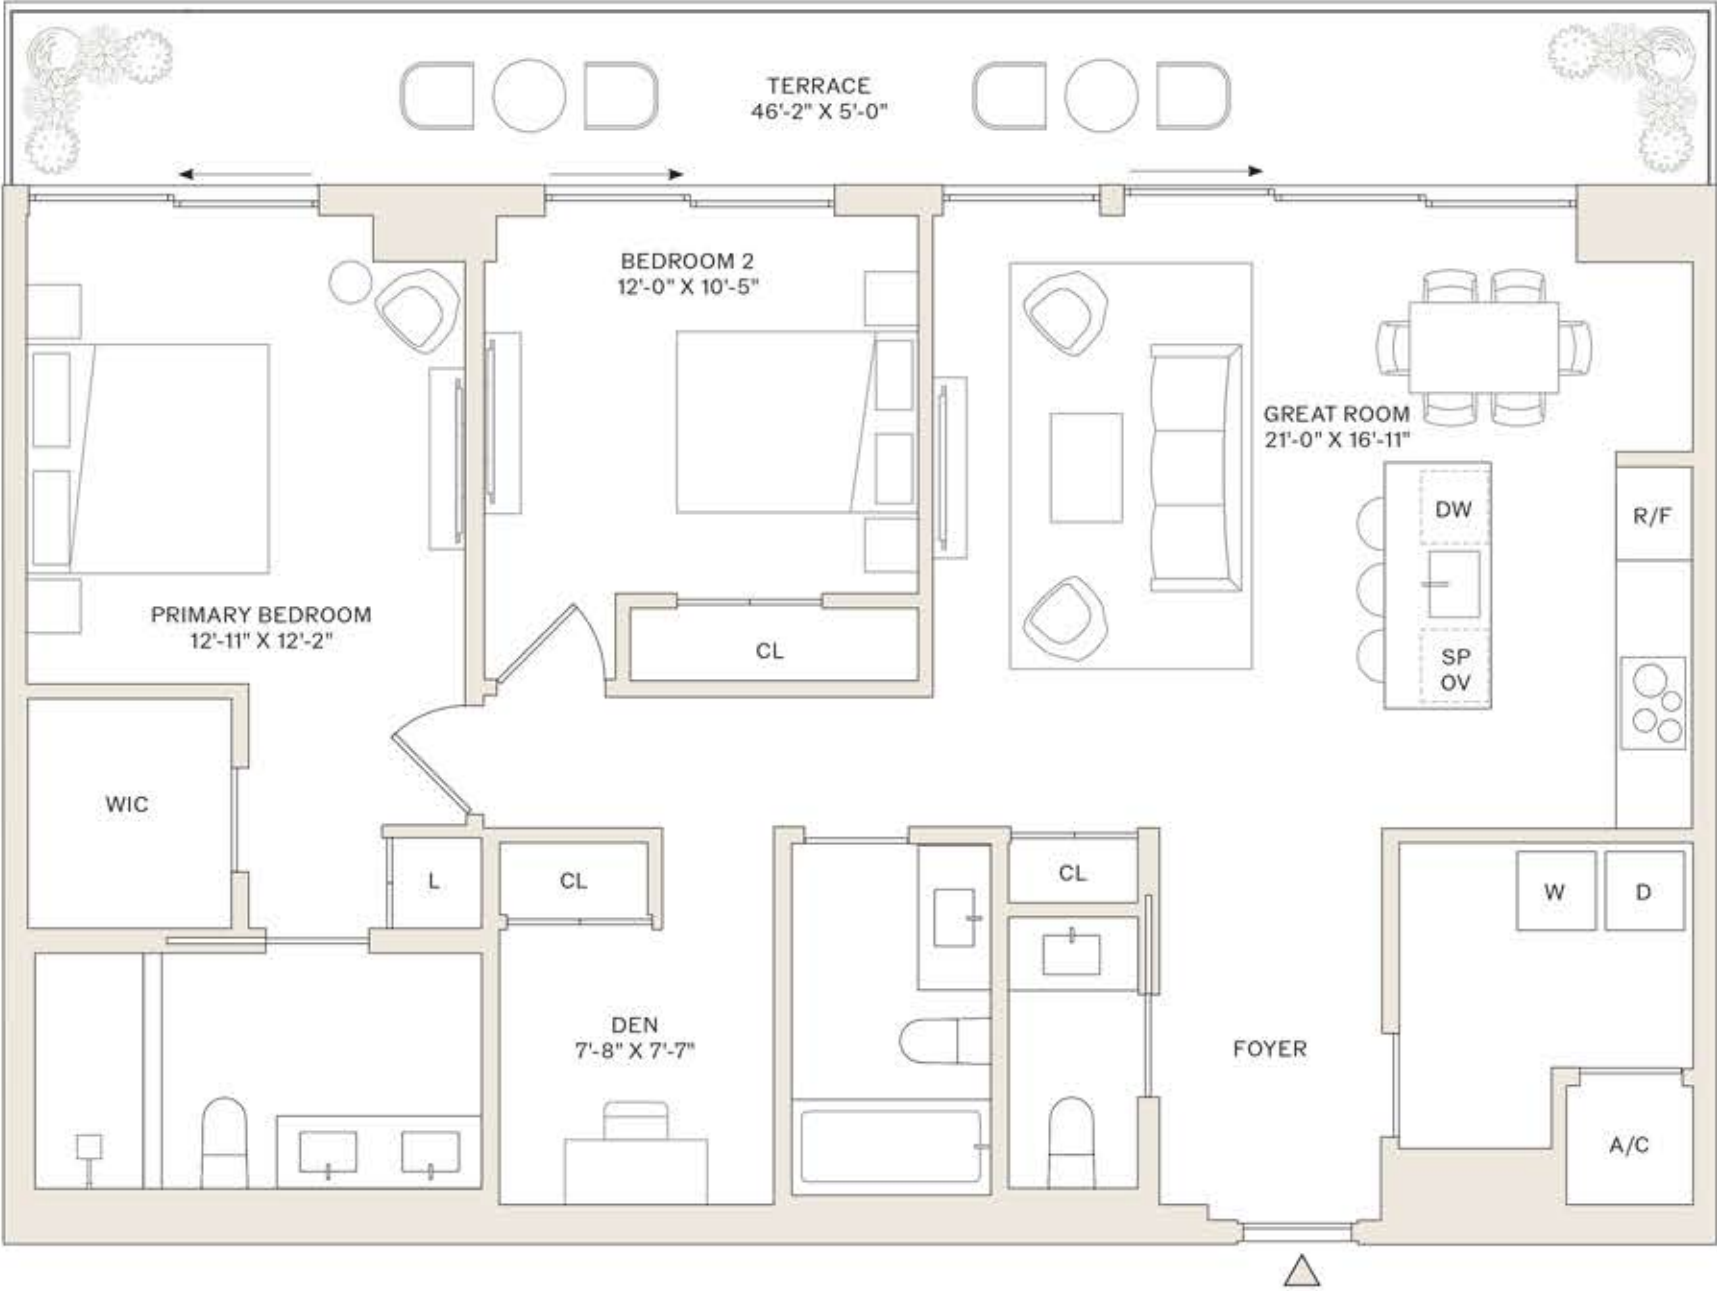 TERRACE
46'-2" X 5'-0"
BEDROOM 2
12'-0" X 10'-5"
GREAT ROOM
21'-0" X 16'-11"
DW
R/F
PRIMARY BEDROOM
12'-11" X 12'-2"
CL
SP
OV
WIC
L
CL
CL
W
D
DEN
7'-8" X 7'-7"
FOYER
A/C